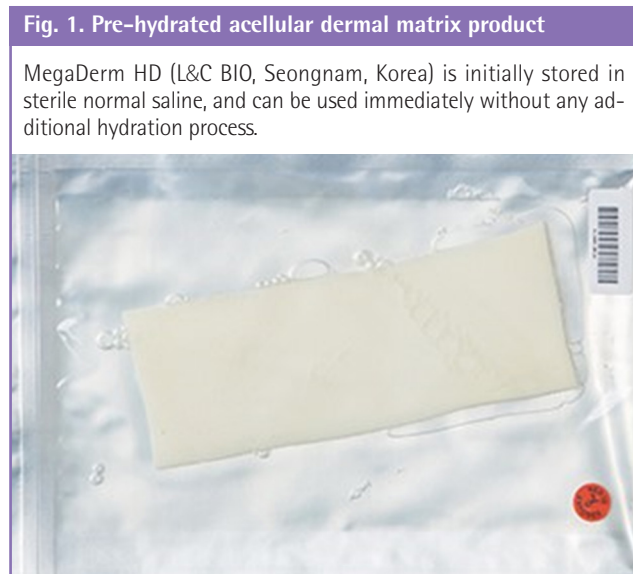 Fig. 1. Pre-hydrated acellular dermal matrix product
MegaDerm HD (L&C BIO, Seongnam, Korea) is initially stored in
sterile normal saline, and can be used immediately without any ad-
ditional hydration process.